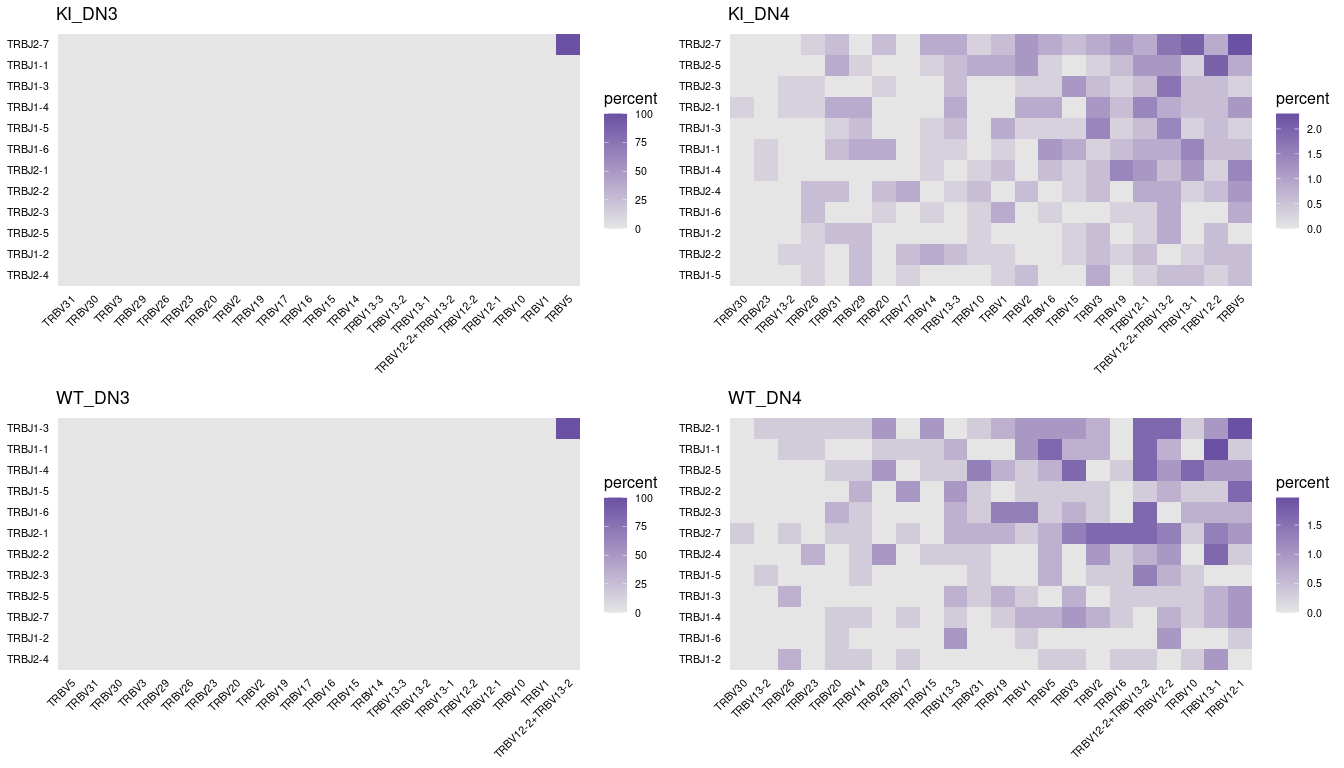 KI_DN3
TRBJ2-7
TRBJ1-1
TRBJ1-3
TRBJ1-4
TRBJ1-5
TRBJ1-6
TRBJ2-1
TRBJ2-2
TRBJ2-3
TRBJ2-5
TRBJ1-2
TRBJ2-4
TRBV31
TRBV30
TRBV3
TRBV29
TRBV26
TRBV23
TRBV20
TRBV2
TRBV19
TRBV17
TRBV16
TRBV15
TRBV14
TRBV13-3
TRBV13-2
TRBV13-1
TRBV12-2+TRBV13-2
TRBV12-2
TRBV12-1
TRBV10
TRBV1
TRBV5
percent
100
75
50
25
0
KI_DN4
TRBJ2-7
TRBJ2-5
TRBJ2-3
TRBJ2-1
TRBJ1-3
TRBJ1-1
TRBJ1-4
TRBJ2-4
TRBJ1-6
TRBJ1-2
TRBJ2-2
TRBJ1-5
TRBV30
TRBV23
TRBV13-2
TRBV26
TRBV31
TRBV29
TRBV20
TRBV17
TRBV14
TRBV13-3
TRBV10
TRBV1
TRBV2
TRBV16
TRBV15
TRBV3
TRBV19
TRBV12-1
TRBV12-2+TRBV13-2
TRBV13-1
TRBV12-2
TRBV5
percent
2.0
1.5
1.0
0.5
0.0
WT_DN3
TRBJ1-3
TRBJ1-1
TRBJ1-4
TRBJ1-5
TRBJ1-6
TRBJ2-1
TRBJ2-2
TRBJ2-3
TRBJ2-5
TRBJ2-7
TRBJ1-2
TRBJ2-4
TRBV5
TRBV31
TRBV30
TRBV3
TRBV29
TRBV26
TRBV23
TRBV20
TRBV2
TRBV19
TRBV17
TRBV16
TRBV15
TRBV14
TRBV13-3
TRBV13-2
TRBV13-1
TRBV12-2
TRBV12-1
TRBV10
TRBV1
TRBV12-2+TRBV13-2
percent
100
75
50
25
0
WT_DN4
TRBJ2-1
TRBJ1-1
TRBJ2-5
TRBJ2-2
TRBJ2-3
TRBJ2-7
TRBJ2-4
TRBJ1-5
TRBJ1-3
TRBJ1-4
TRBJ1-6
TRBJ1-2
TRBV30
TRBV13-2
TRBV26
TRBV23
TRBV20
TRBV14
TRBV29
TRBV17
TRBV15
TRBV13-3
TRBV31
TRBV19
TRBV1
TRBV5
TRBV3
TRBV2
TRBV16
TRBV12-2+TRBV13-2
TRBV12-2
TRBV10
TRBV13-1
TRBV12-1
percent
1.5
1.0
0.5
0.0